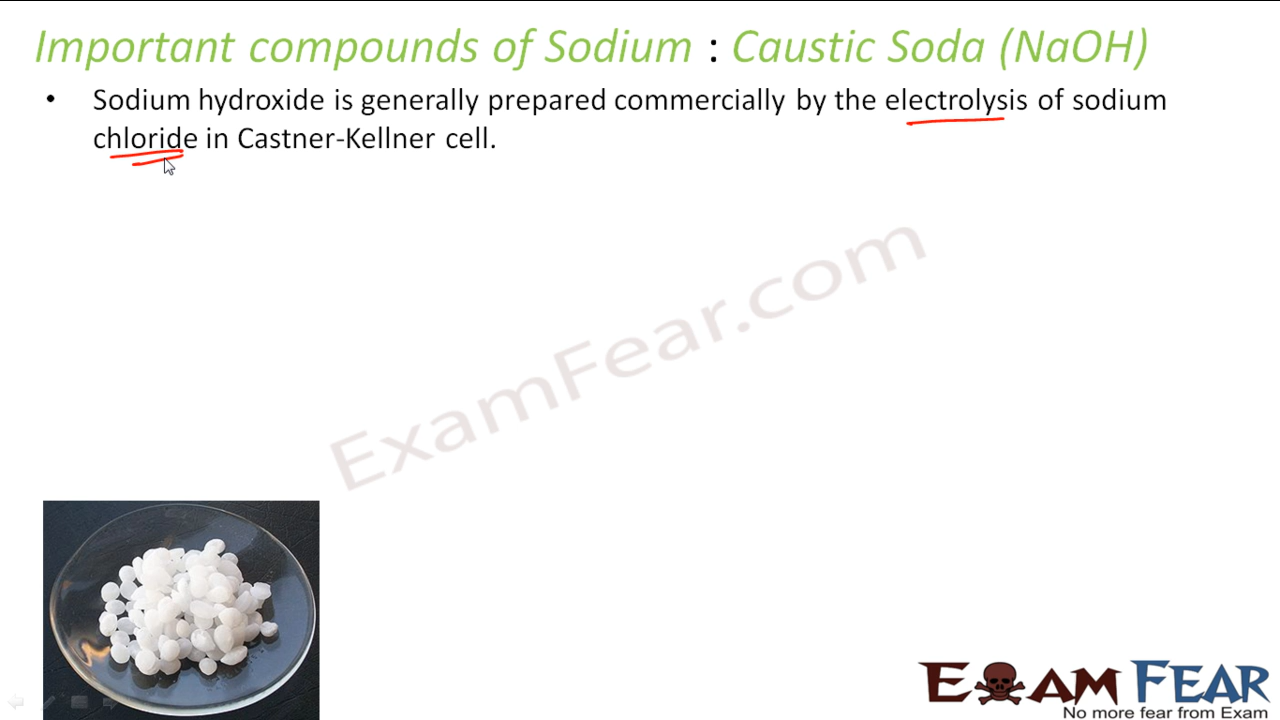 Important compounds of Sodium : Caustic Soda (NaOH)
• Sodium hydroxide is generally prepared commercially by the electrolysis of sodium
chloride in Castner-Kellner cell.
ExamFear.com
EXAM FEAR
No more fear from Exam